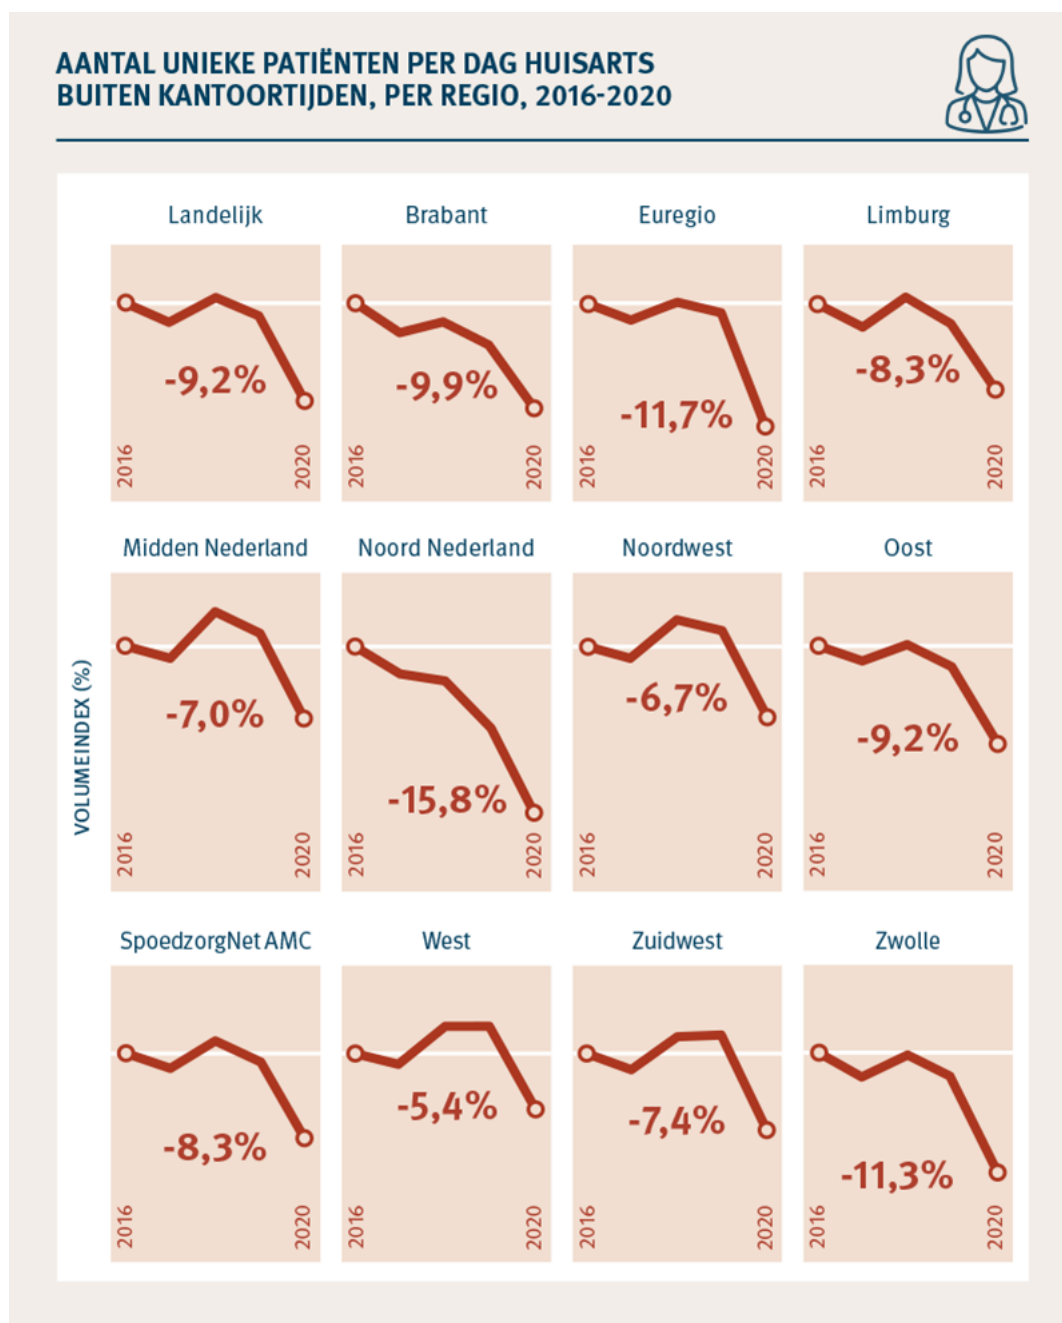 AANTAL UNIEKE PATIËNTEN PER DAG HUISARTS
BUITEN KANTOORTIJDEN, PER REGIO, 2016-2020
Landelijk
Brabant
Euregio
Limburg
-9,2%
-9,9%
-11,7%
-8,3%
2016
2020
2016
2020
2016
2020
2016
2020
Midden Nederland
Noord Nederland
Noordwest
Oost
VOLUMEINDEX (%)
-7,0%
-15,8%
-6,7%
-9,2%
2016
2020
2016
2020
2016
2020
2016
2020
SpoedzorgNet AMC
West
Zuidwest
Zwolle
-8,3%
-5,4%
-7,4%
-11,3%
2016
2020
2016
2020
2016
2020
2016
2020